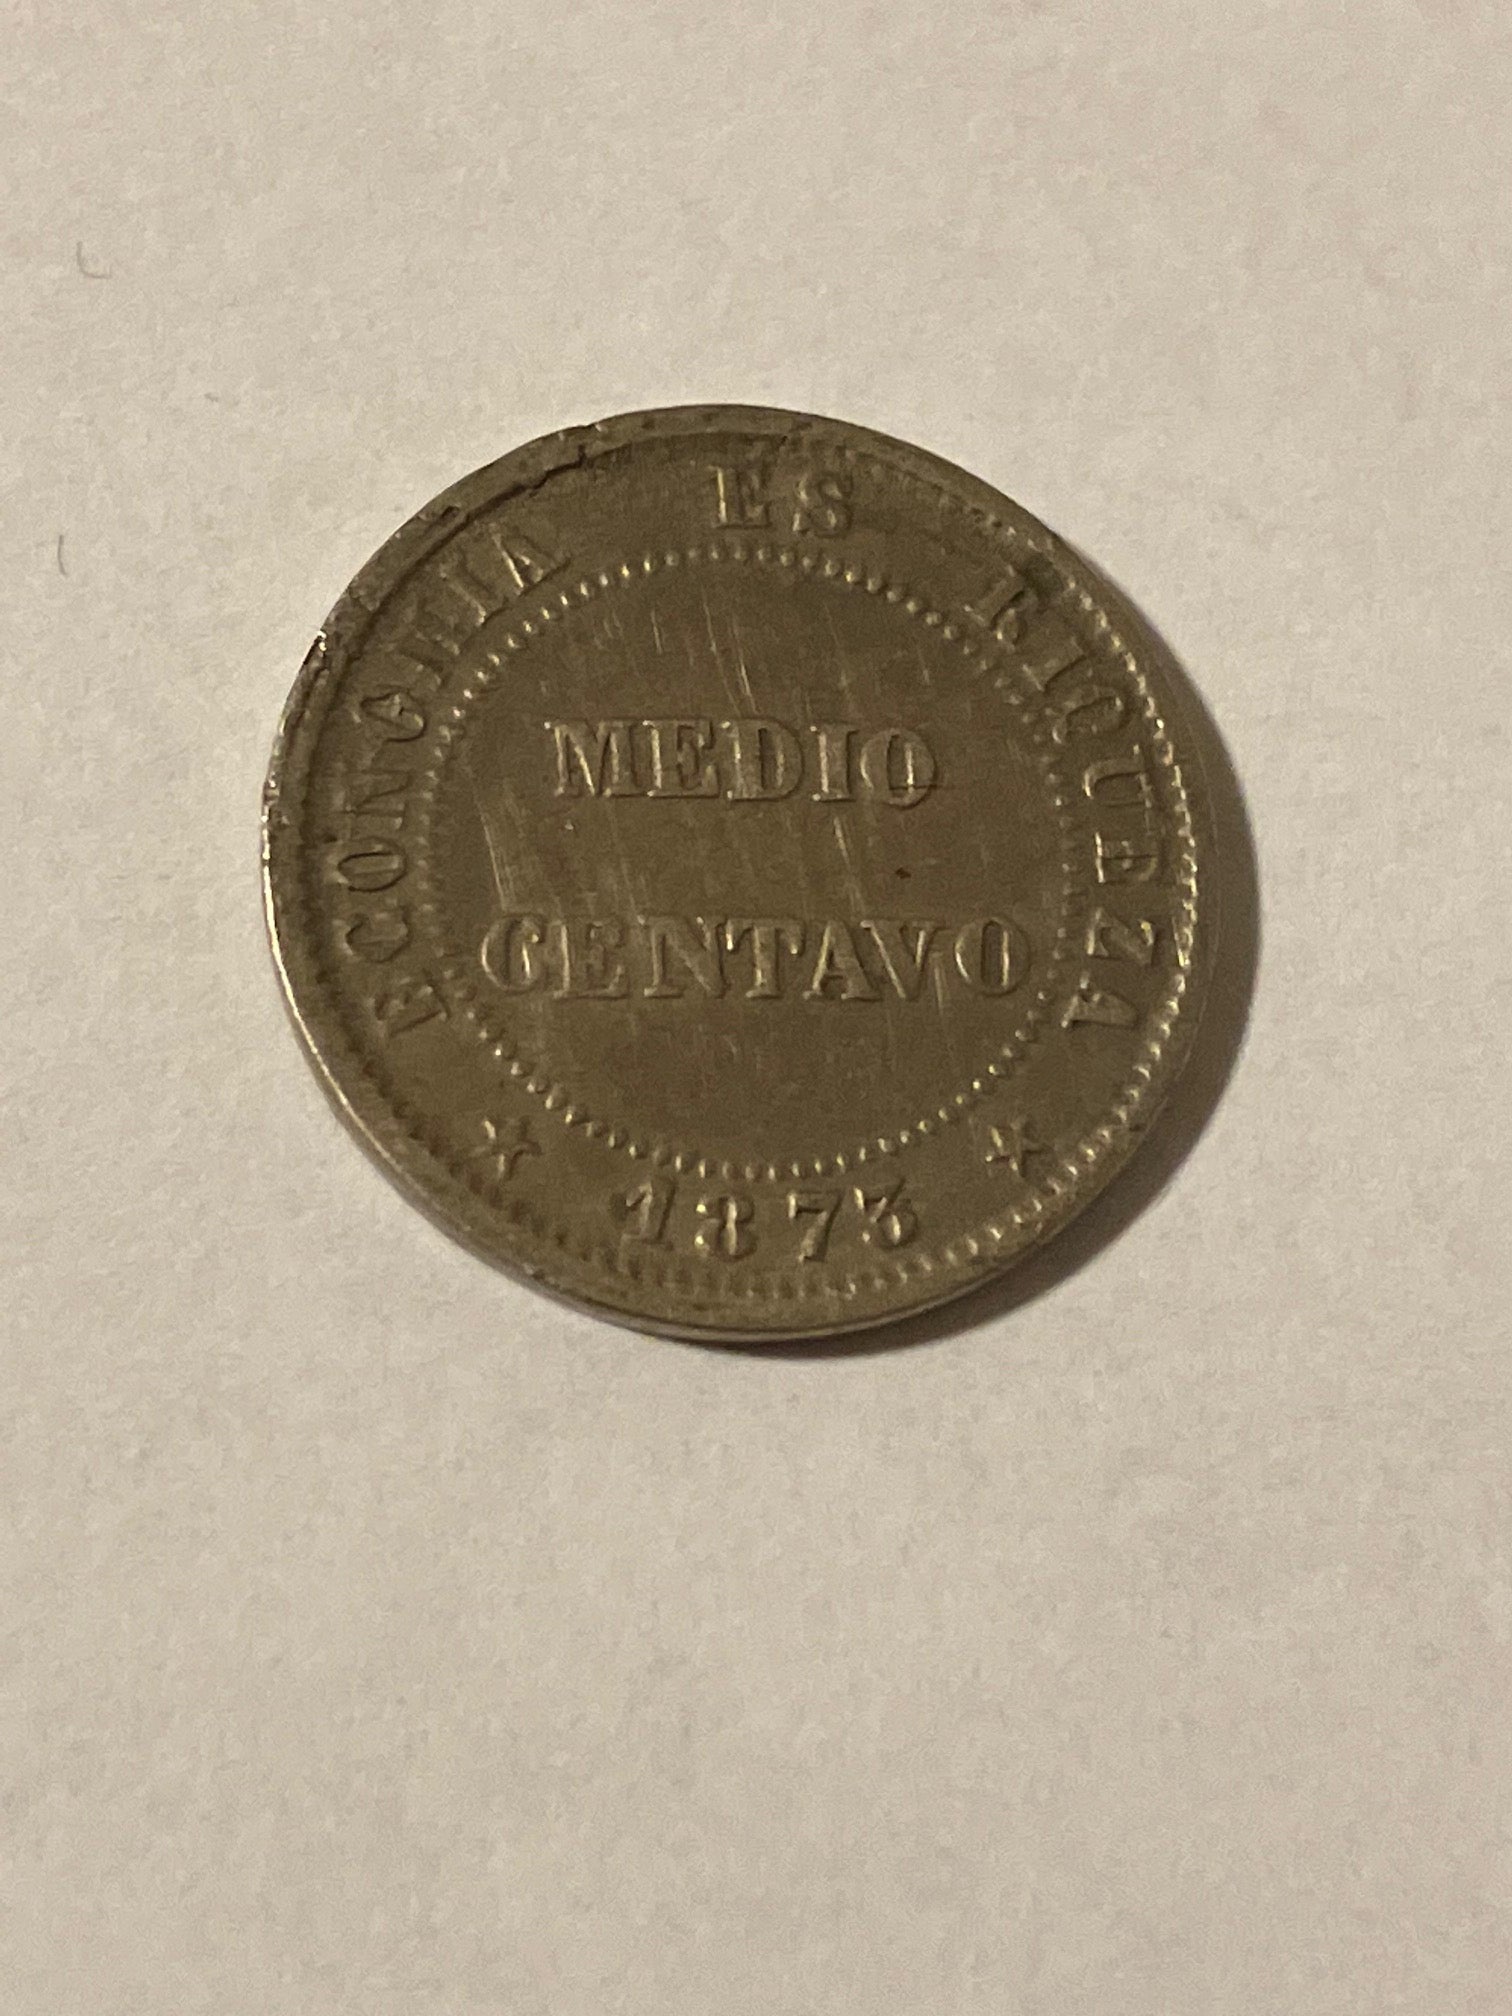 ECONOMIA ES RIQUEZA
MEDIO
CENTAVO
1873